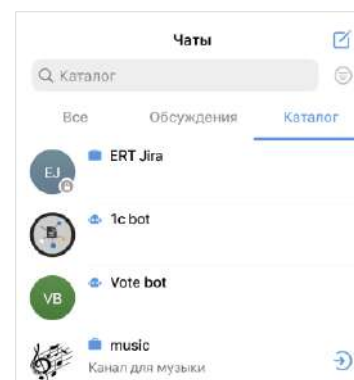 Чаты
Каталог
Все Обсуждения Каталог
EJ ERT Jira
1c bot
VB Vote bot
music
Канал для музыки